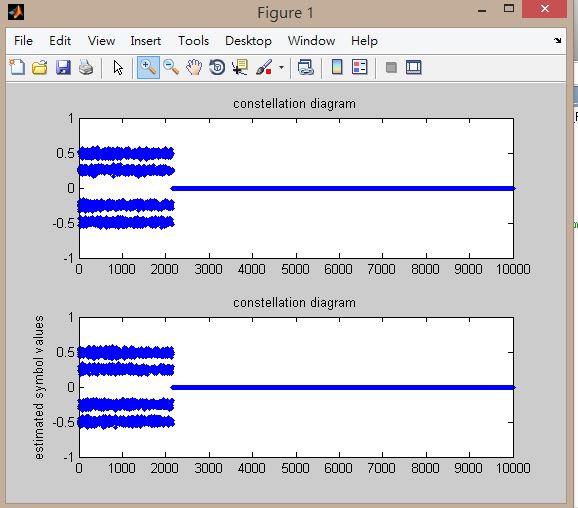 Figure 1
File Edit View Insert Tools Desktop Window Help
constellation diagram
1
0.5
0
-0.5
-1
0 1000 2000 3000 4000 5000 6000 7000 8000 9000 10000
constellation diagram
estimated symbol values
1
0.5
0
-0.5
-1
0 1000 2000 3000 4000 5000 6000 7000 8000 9000 10000